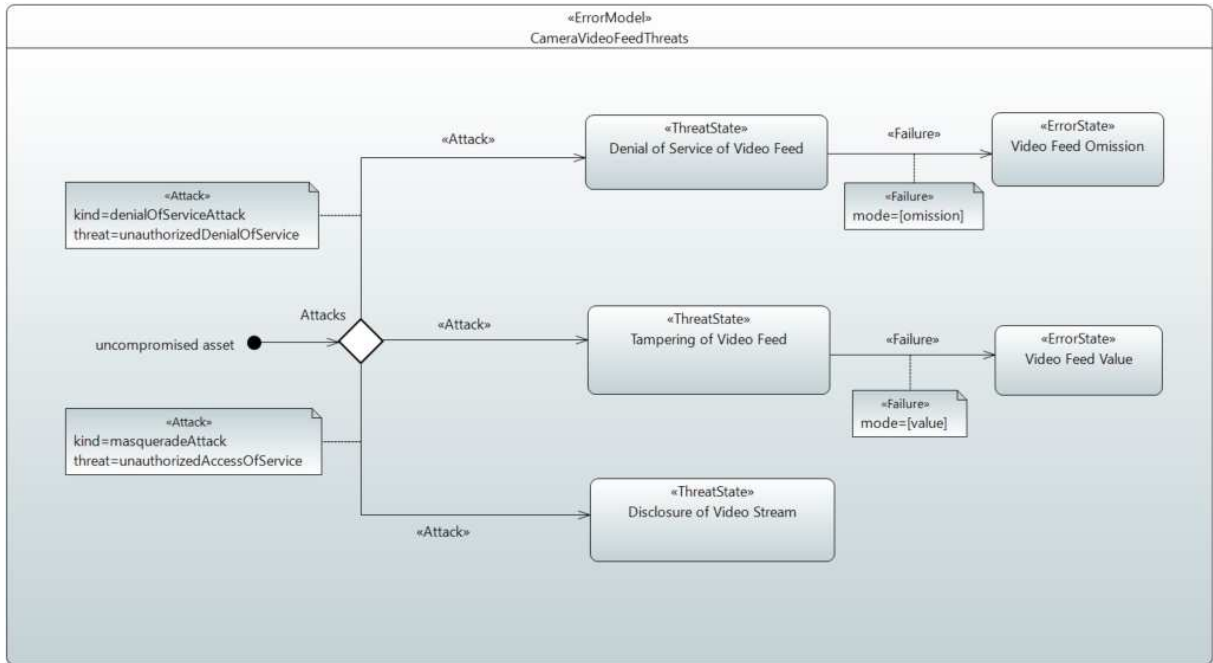 «ErrorModel»
CameraVideoFeedThreats
«Attack»
«ThreatState»
Denial of Service of Video Feed
«Failure»
«ErrorState»
Video Feed Omission
«Attack»
kind=denialOfServiceAttack
threat=unauthorizedDenialOfService
«Failure»
mode=[omission]
uncompromised asset
Attacks
«Attack»
«ThreatState»
Tampering of Video Feed
«Failure»
«ErrorState»
Video Feed Value
«Attack»
kind=masqueradeAttack
threat=unauthorizedAccessOfService
«Failure»
mode=[value]
«Attack»
«ThreatState»
Disclosure of Video Stream